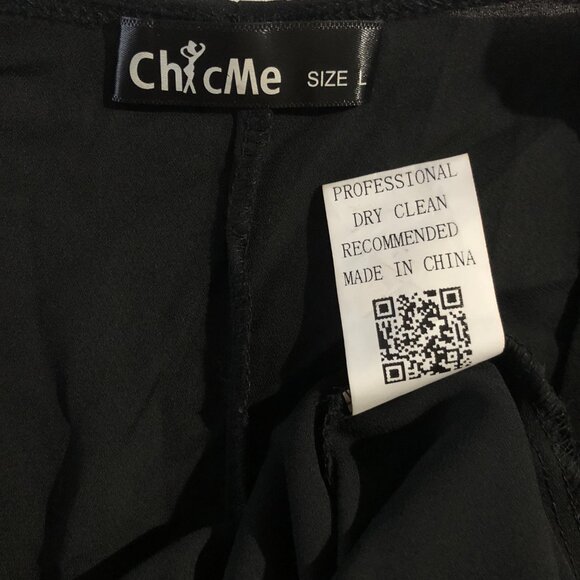 ChicMe SIZE L
PROFESSIONAL
DRY CLEAN
RECOMMENDED
MADE IN CHINA